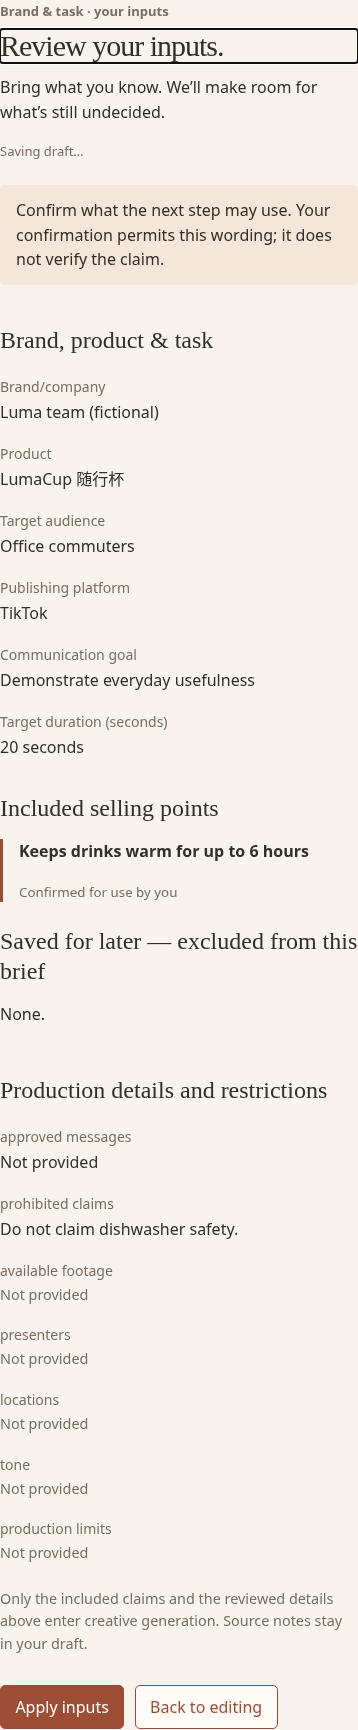 Brand & task · your inputs
Review your inputs.
Bring what you know. We’ll make room for
what’s still undecided.
Saving draft…
Confirm what the next step may use. Your
confirmation permits this wording; it does
not verify the claim.
Brand, product & task
Brand/company
Luma team (fictional)
Product
LumaCup 随行杯
Target audience
Office commuters
Publishing platform
TikTok
Communication goal
Demonstrate everyday usefulness
Target duration (seconds)
20 seconds
Included selling points
Keeps drinks warm for up to 6 hours
Confirmed for use by you
Saved for later — excluded from this
brief
None.
Production details and restrictions
approved messages
Not provided
prohibited claims
Do not claim dishwasher safety.
available footage
Not provided
presenters
Not provided
locations
Not provided
tone
Not provided
production limits
Not provided
Only the included claims and the reviewed details
above enter creative generation. Source notes stay
in your draft.
Apply inputs
Back to editing